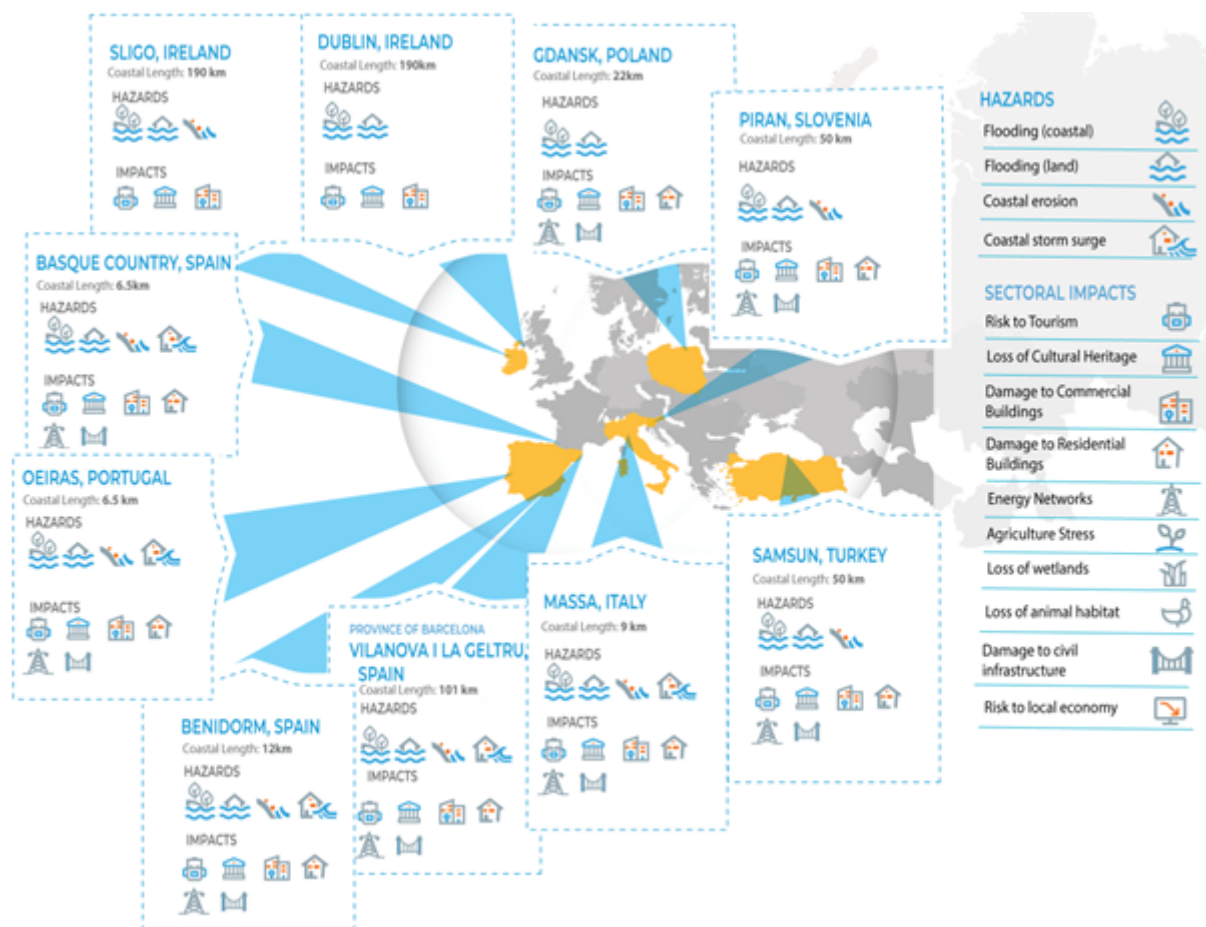 SLIGO, IRELAND
Coastal Length: 190 km
HAZARDS
IMPACTS
DUBLIN, IRELAND
Coastal Length: 190km
HAZARDS
IMPACTS
GDANSK, POLAND
Coastal Length: 22km
HAZARDS
IMPACTS
PIRAN, SLOVENIA
Coastal Length: 50 km
HAZARDS
IMPACTS
BASQUE COUNTRY, SPAIN
Coastal Length: 6.5km
HAZARDS
IMPACTS
OEIRAS, PORTUGAL
Coastal Length: 6.5 km
HAZARDS
IMPACTS
BENIDORM, SPAIN
Coastal Length: 12km
HAZARDS
IMPACTS
PROVINCE OF BARCELONA
VILANOVA I LA GELTRU,
SPAIN
Coastal Length: 101 km
HAZARDS
IMPACTS
MASSA, ITALY
Coastal Length: 9 km
HAZARDS
IMPACTS
SAMSUN, TURKEY
Coastal Length: 50 km
HAZARDS
IMPACTS
HAZARDS
Flooding (coastal)
Flooding (land)
Coastal erosion
Coastal storm surge
SECTORAL IMPACTS
Risk to Tourism
Loss of Cultural Heritage
Damage to Commercial
Buildings
Damage to Residential
Buildings
Energy Networks
Agriculture Stress
Loss of wetlands
Loss of animal habitat
Damage to civil
infrastructure
Risk to local economy